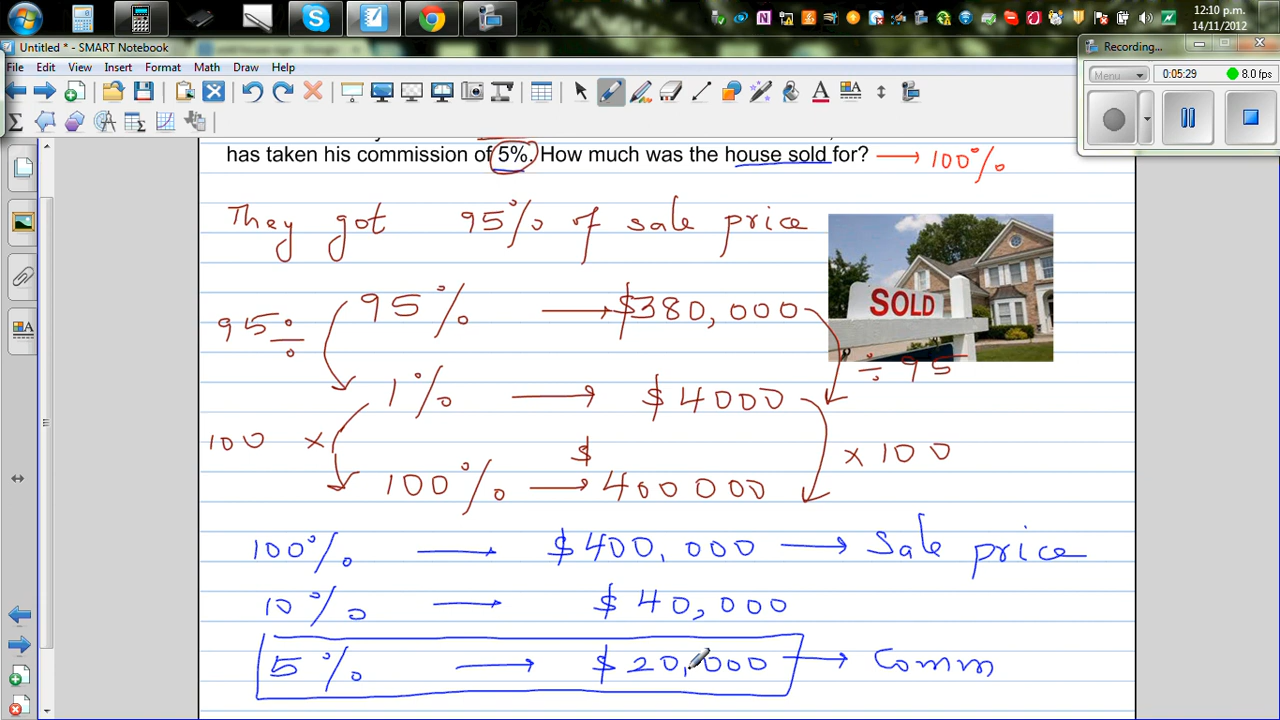 12:10 p.m.
14/11/2012
Untitled * - SMART Notebook
Recording...
File Edit View Insert Format Math Draw Help
Menu
0:05:29
8.0 fps
has taken his commission of 5%. How much was the house sold for? → 100%
They got 95% of sale price
SOLD
95% → $380,000
95 ÷
÷ 95
1% → $4000
100 ×
× 100
100% → $400 000
100% — $400,000 → Sale price
10% — $40,000
5% → $20,000 → Comm